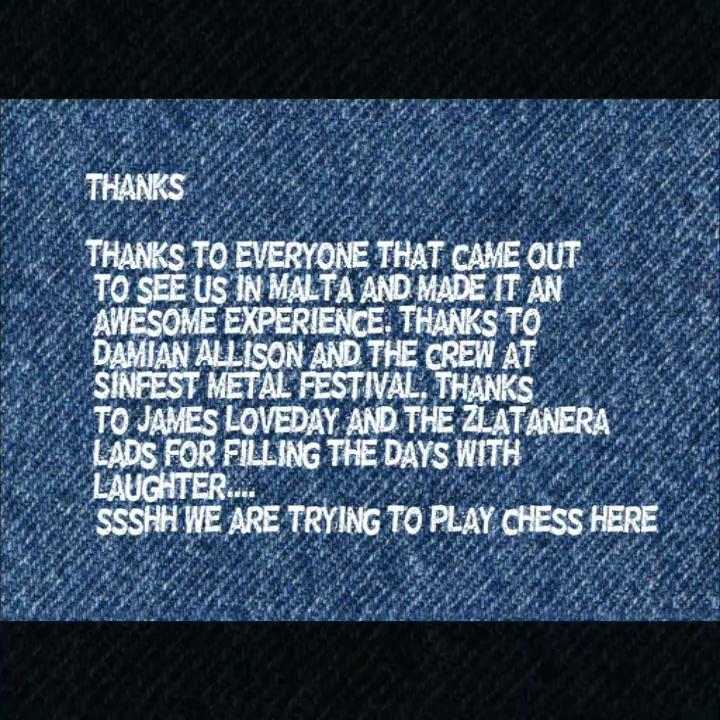 THANKS
THANKS TO EVERYONE THAT CAME OUT
TO SEE US IN MALTA AND MADE IT AN
AWESOME EXPERIENCE. THANKS TO
DAMIAN ALLISON AND THE CREW AT
SINFEST METAL FESTIVAL. THANKS
TO JAMES LOVEDAY AND THE ZLATANERA
LADS FOR FILLING THE DAYS WITH
LAUGHTER....
SSSHH WE ARE TRYING TO PLAY CHESS HERE